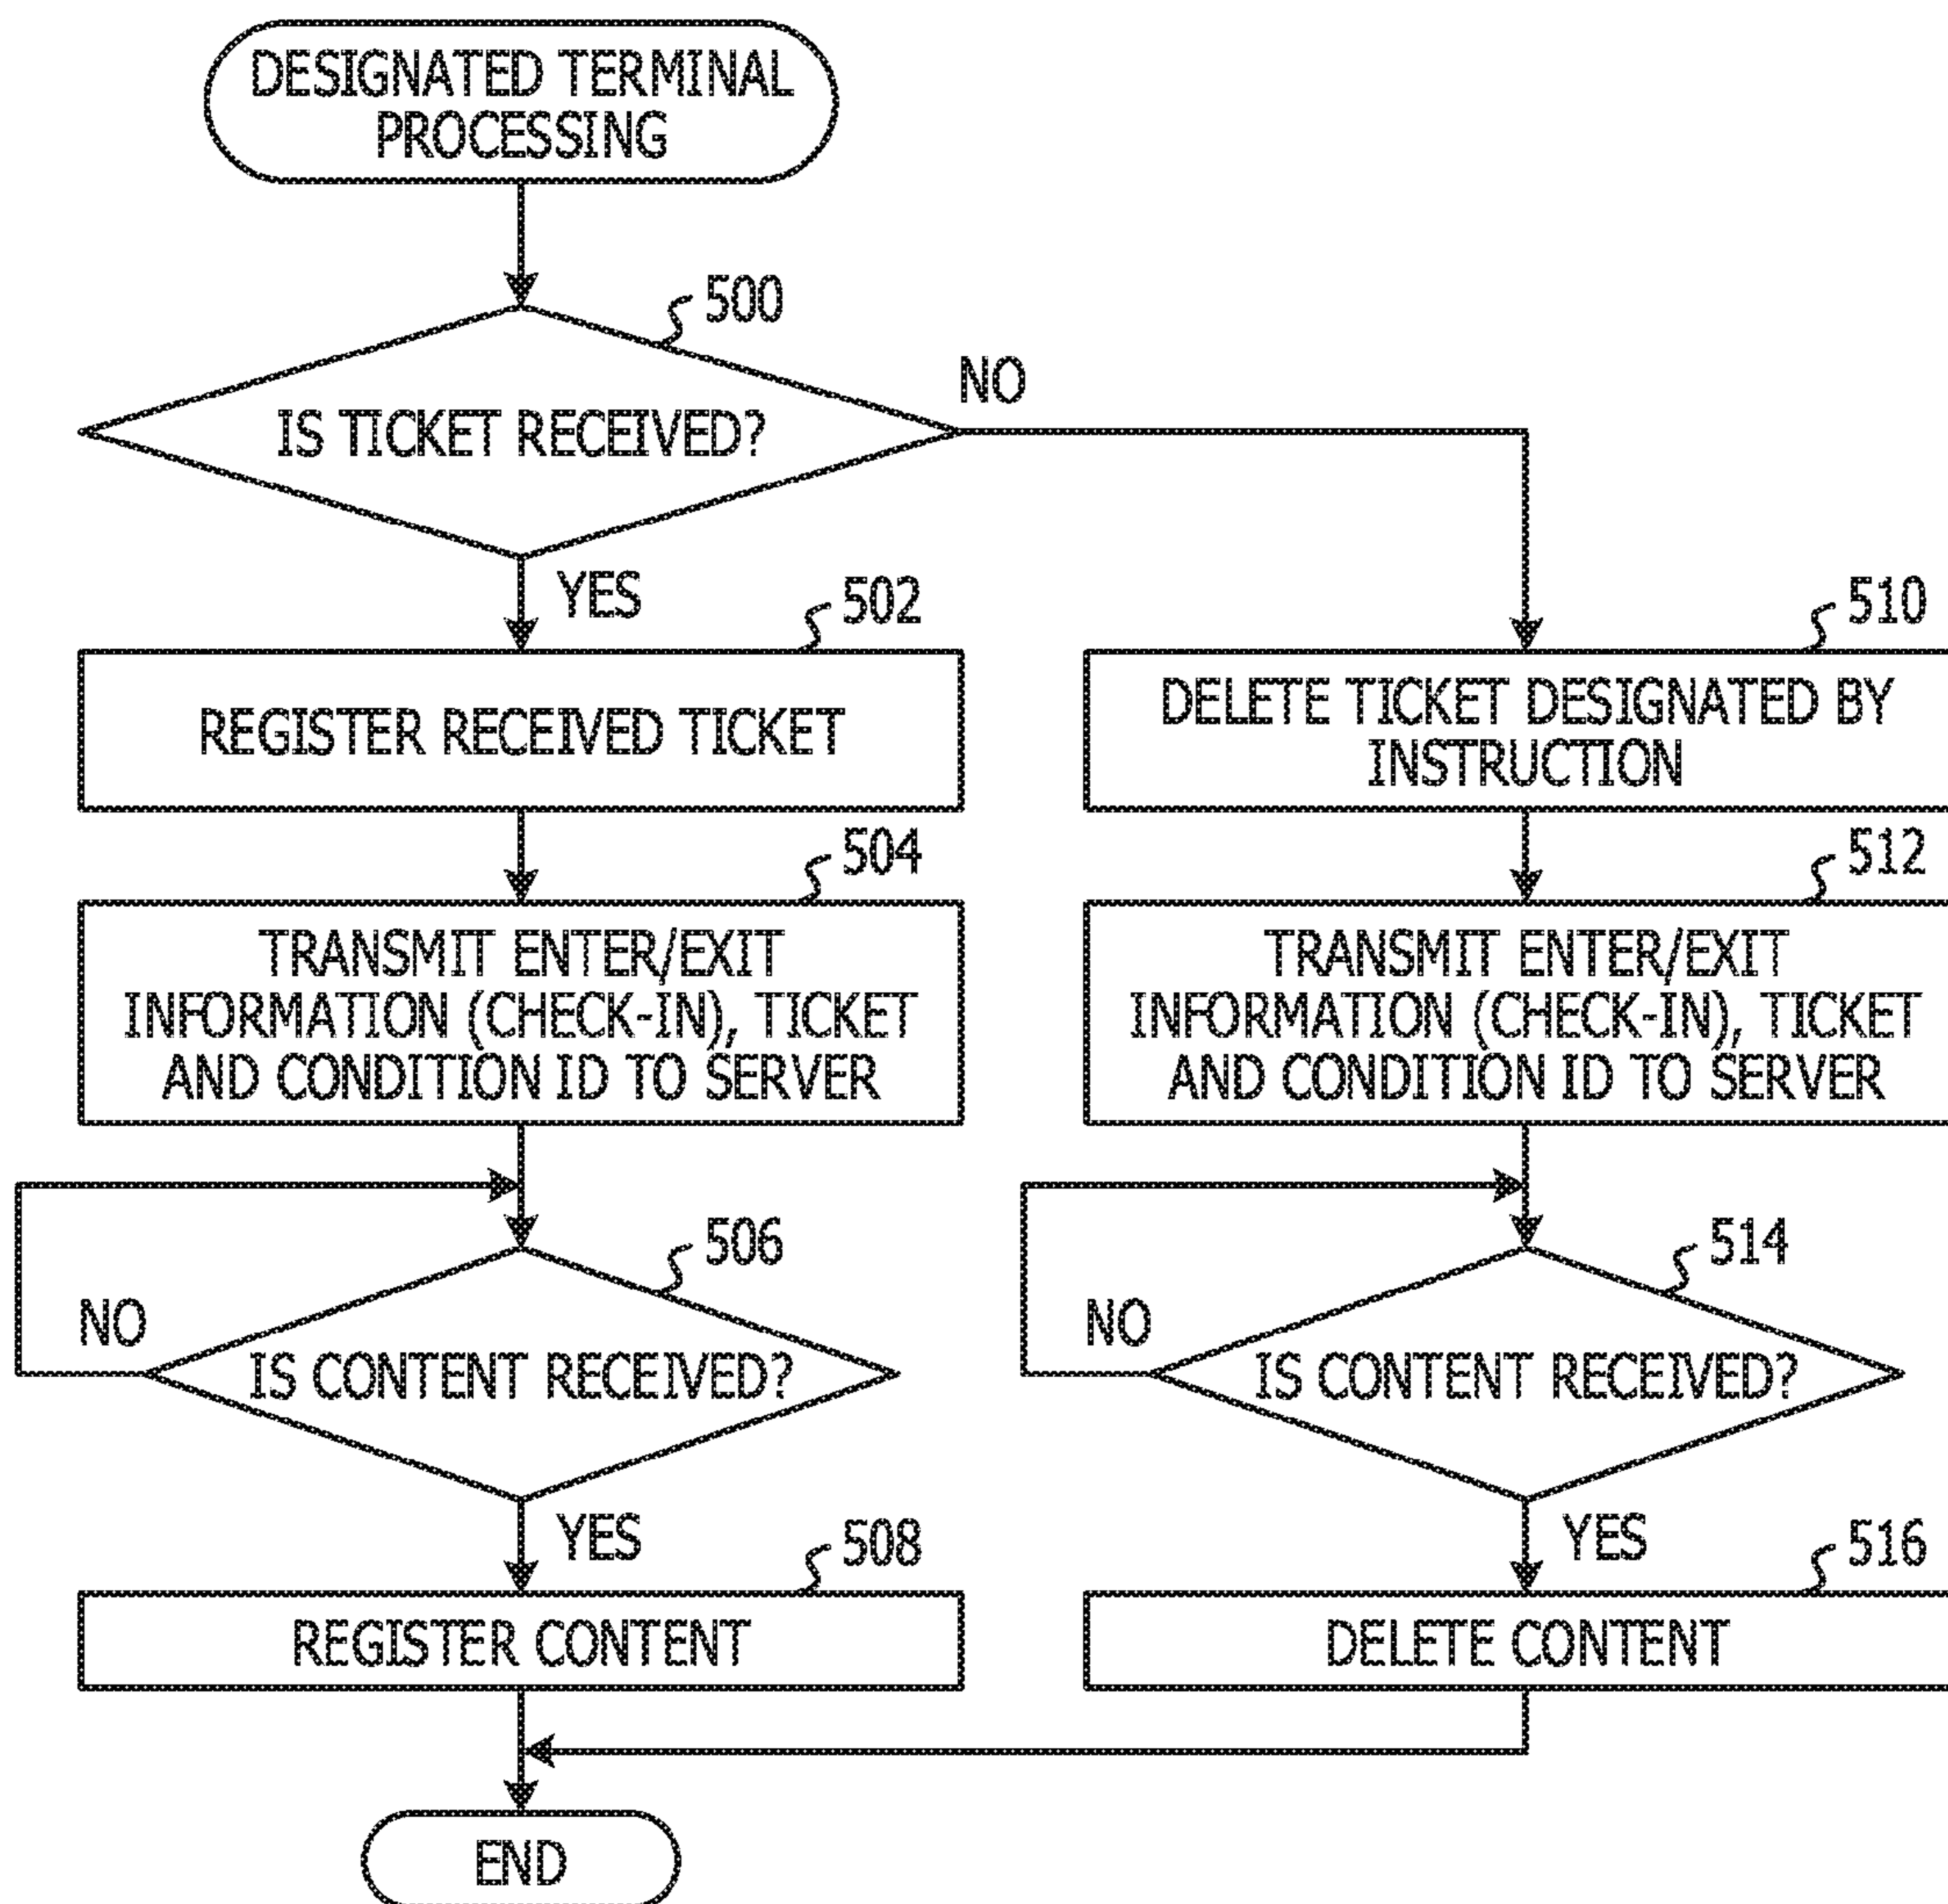 DESIGNATED TERMINAL
PROCESSING
500
IS TICKET RECEIVED?
NO
YES
502
REGISTER RECEIVED TICKET
504
TRANSMIT ENTER/EXIT
INFORMATION (CHECK-IN), TICKET
AND CONDITION ID TO SERVER
506
NO
IS CONTENT RECEIVED?
YES
508
REGISTER CONTENT
510
DELETE TICKET DESIGNATED BY
INSTRUCTION
512
TRANSMIT ENTER/EXIT
INFORMATION (CHECK-IN), TICKET
AND CONDITION ID TO SERVER
514
NO
IS CONTENT RECEIVED?
YES
516
DELETE CONTENT
END